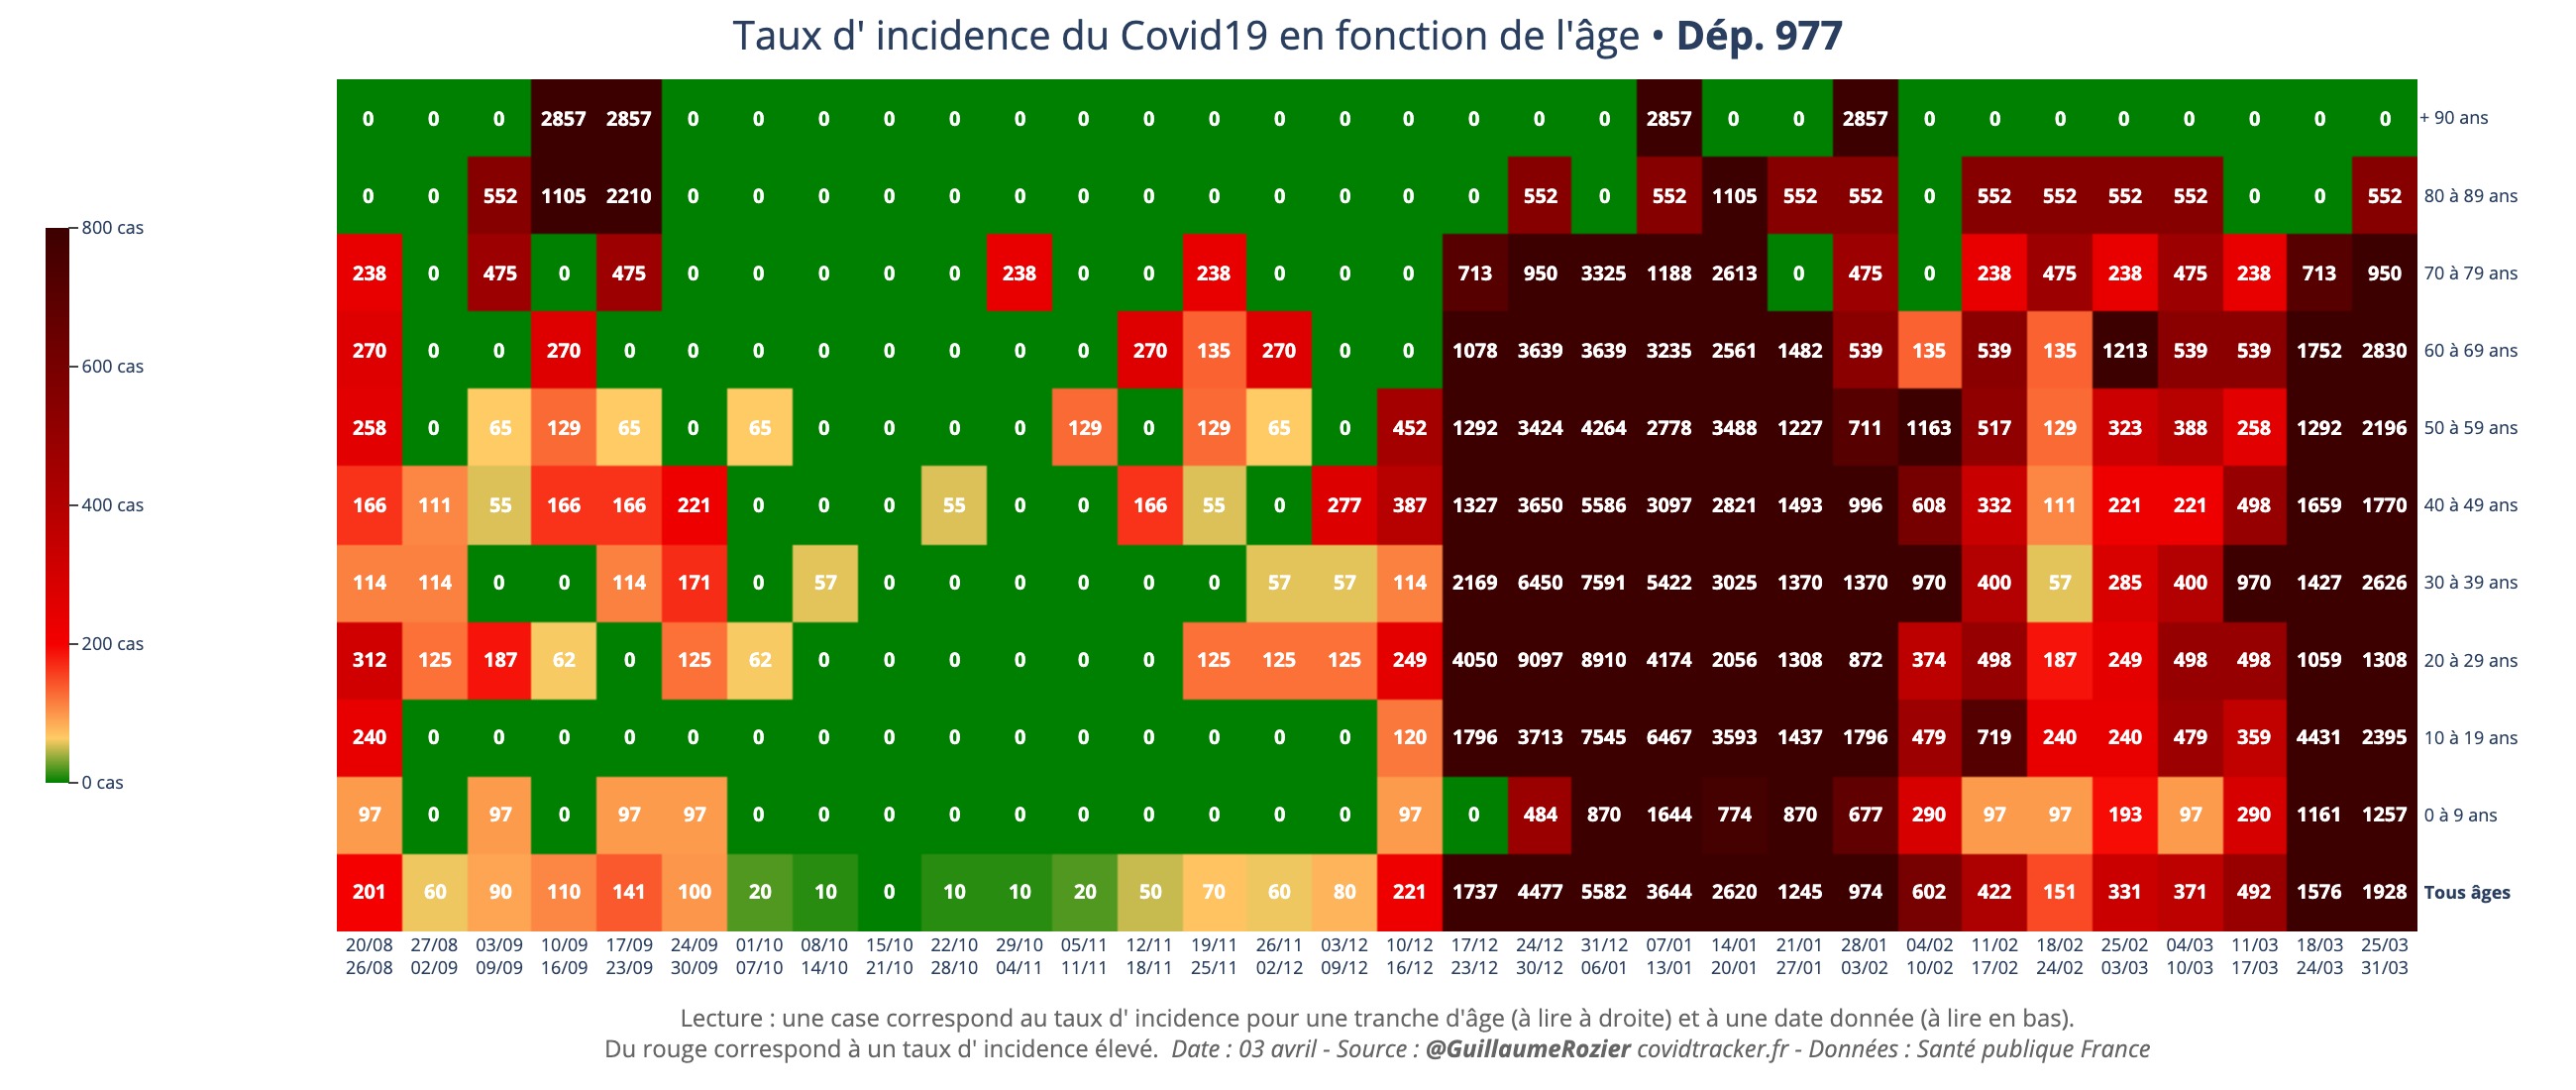 Taux d' incidence du Covid19 en fonction de l'âge • Dép. 977
800 cas
600 cas
400 cas
200 cas
0 cas
0 0 0 2857 2857 0 0 0 0 0 0 0 0 0 0 0 0 0 0 0 2857 0 0 2857 0 0 0 0 0 0 0 0 + 90 ans
0 0 552 1105 2210 0 0 0 0 0 0 0 0 0 0 0 0 0 552 0 552 1105 552 552 0 552 552 552 552 0 0 552 80 à 89 ans
238 0 475 0 475 0 0 0 0 0 238 0 0 238 0 0 0 713 950 3325 1188 2613 0 475 0 238 475 238 475 238 713 950 70 à 79 ans
270 0 0 270 0 0 0 0 0 0 0 0 270 135 270 0 0 1078 3639 3639 3235 2561 1482 539 135 539 135 1213 539 539 1752 2830 60 à 69 ans
258 0 65 129 65 0 65 0 0 0 0 129 0 129 65 0 452 1292 3424 4264 2778 3488 1227 711 1163 517 129 323 388 258 1292 2196 50 à 59 ans
166 111 55 166 166 221 0 0 0 55 0 0 166 55 0 277 387 1327 3650 5586 3097 2821 1493 996 608 332 111 221 221 498 1659 1770 40 à 49 ans
114 114 0 0 114 171 0 57 0 0 0 0 0 0 57 57 114 2169 6450 7591 5422 3025 1370 1370 970 400 57 285 400 970 1427 2626 30 à 39 ans
312 125 187 62 0 125 62 0 0 0 0 0 0 125 125 125 249 4050 9097 8910 4174 2056 1308 872 374 498 187 249 498 498 1059 1308 20 à 29 ans
240 0 0 0 0 0 0 0 0 0 0 0 0 0 0 0 120 1796 3713 7545 6467 3593 1437 1796 479 719 240 240 479 359 4431 2395 10 à 19 ans
97 0 97 0 97 97 0 0 0 0 0 0 0 0 0 0 97 0 484 870 1644 774 870 677 290 97 97 193 97 290 1161 1257 0 à 9 ans
201 60 90 110 141 100 20 10 0 10 10 20 50 70 60 80 221 1737 4477 5582 3644 2620 1245 974 602 422 151 331 371 492 1576 1928 Tous âges
20/08 27/08 03/09 10/09 17/09 24/09 01/10 08/10 15/10 22/10 29/10 05/11 12/11 19/11 26/11 03/12 10/12 17/12 24/12 31/12 07/01 14/01 21/01 28/01 04/02 11/02 18/02 25/02 04/03 11/03 18/03 25/03
26/08 02/09 09/09 16/09 23/09 30/09 07/10 14/10 21/10 28/10 04/11 11/11 18/11 25/11 02/12 09/12 16/12 23/12 30/12 06/01 13/01 20/01 27/01 03/02 10/02 17/02 24/02 03/03 10/03 17/03 24/03 31/03
Lecture : une case correspond au taux d' incidence pour une tranche d'âge (à lire à droite) et à une date donnée (à lire en bas).
Du rouge correspond à un taux d' incidence élevé. Date : 03 avril - Source : @GuillaumeRozier covidtracker.fr - Données : Santé publique France